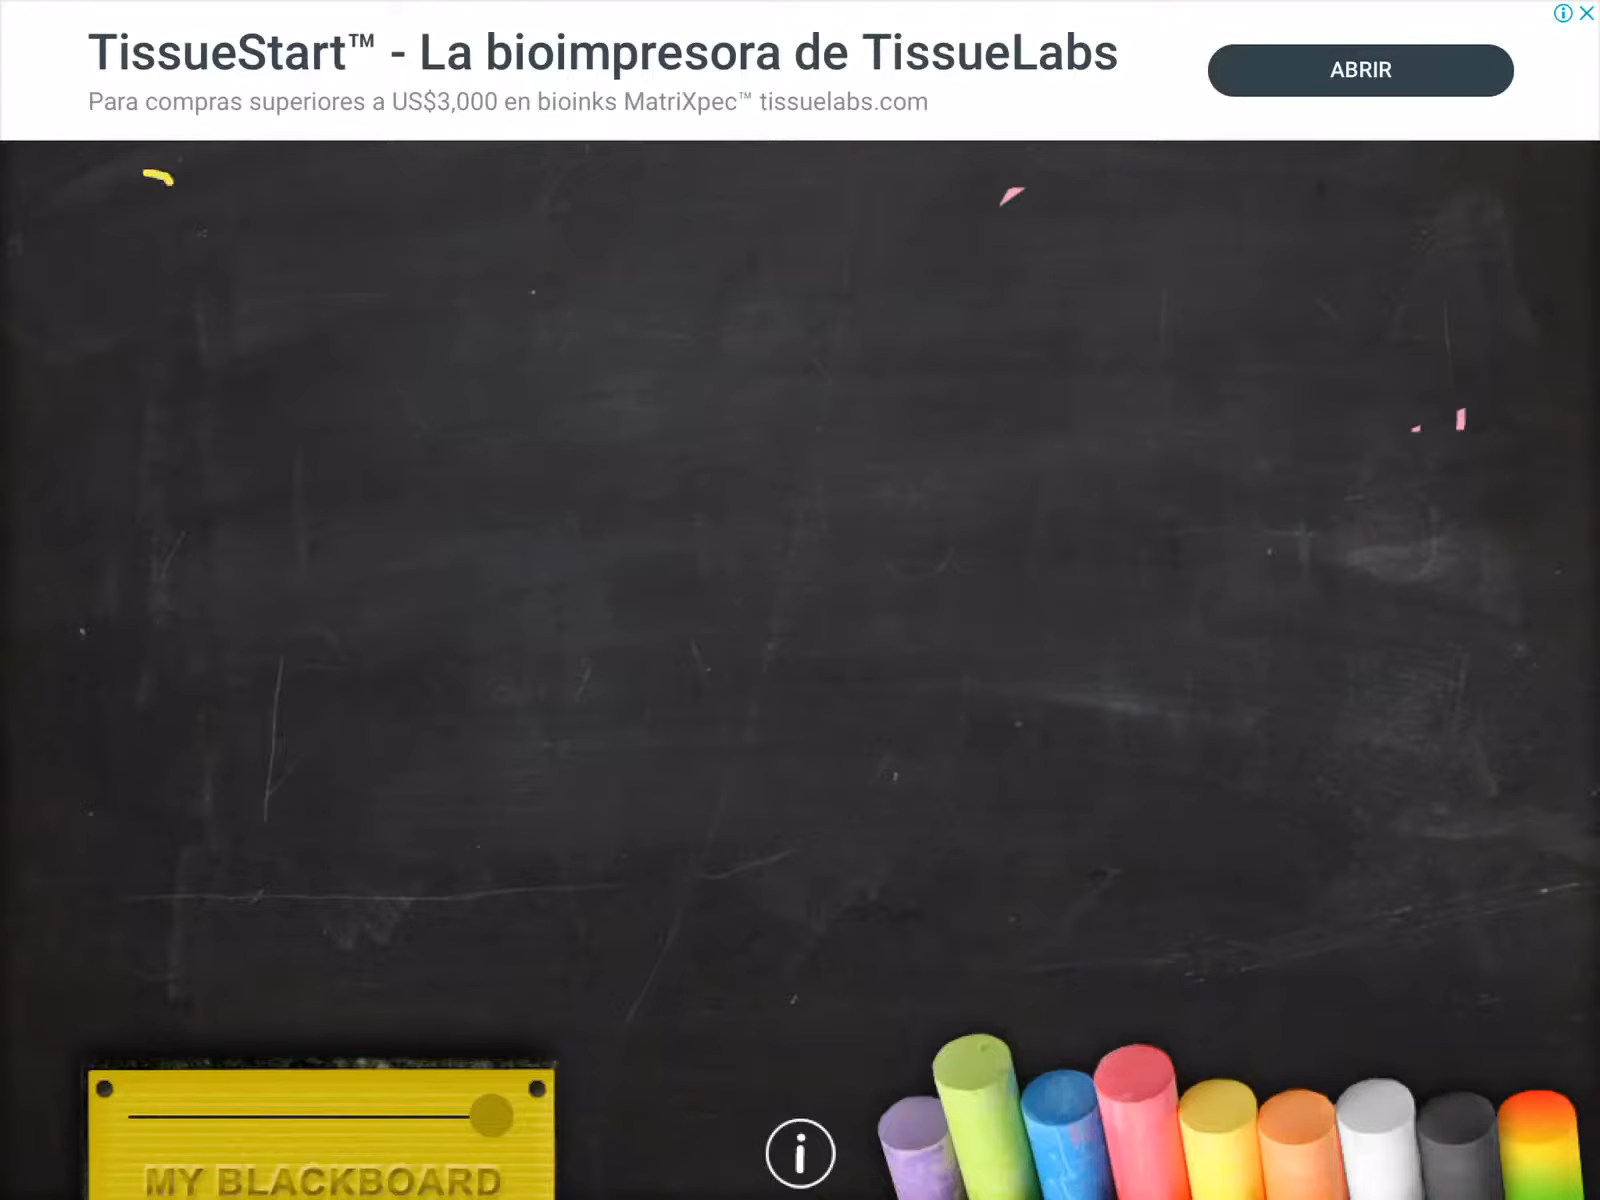 TissueStart™ - La bioimpresora de TissueLabs
Para compras superiores a US$3,000 en bioinks MatriXpec™ tissuelabs.com
ABRIR
MY BLACKBOARD